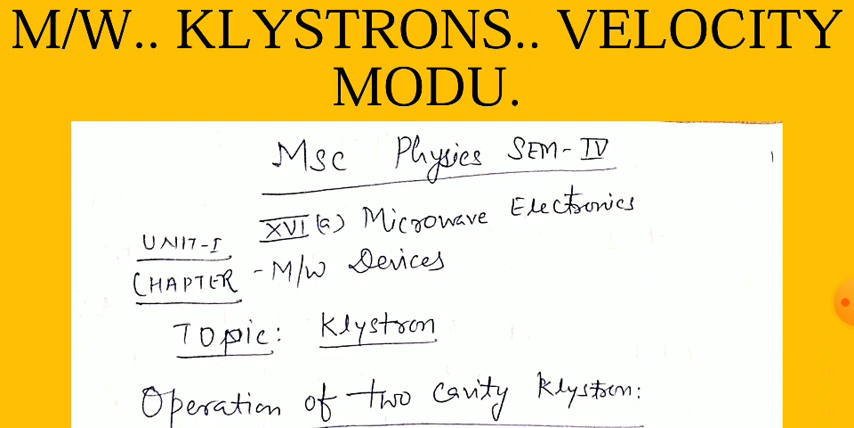 M/W.. KLYSTRONS.. VELOCITY
MODU.
Msc Physics SEM-IV
1
XVI (a) Microwave Electronics
UNIT-I
CHAPTER - M/W Devices
Topic: Klystron
Operation of two cavity Klystron: